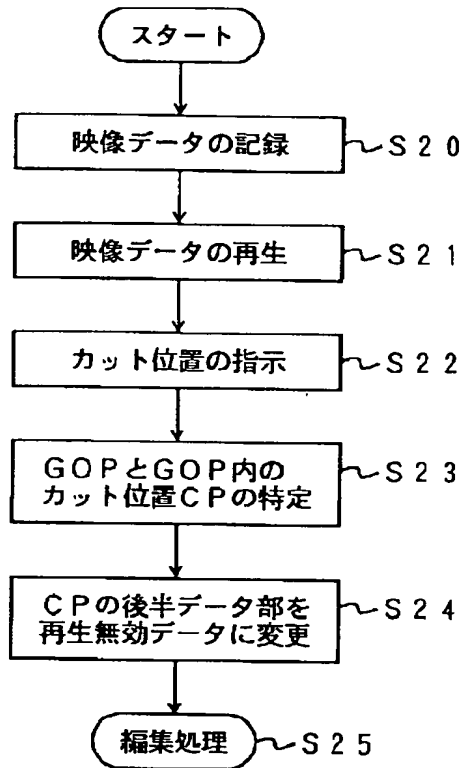 スタート
映像データの記録 S20
映像データの再生 S21
カット位置の指示 S22
GOPとGOP内の S23
カット位置CPの特定
CPの後半データ部を S24
再生無効データに変更
編集処理 S25